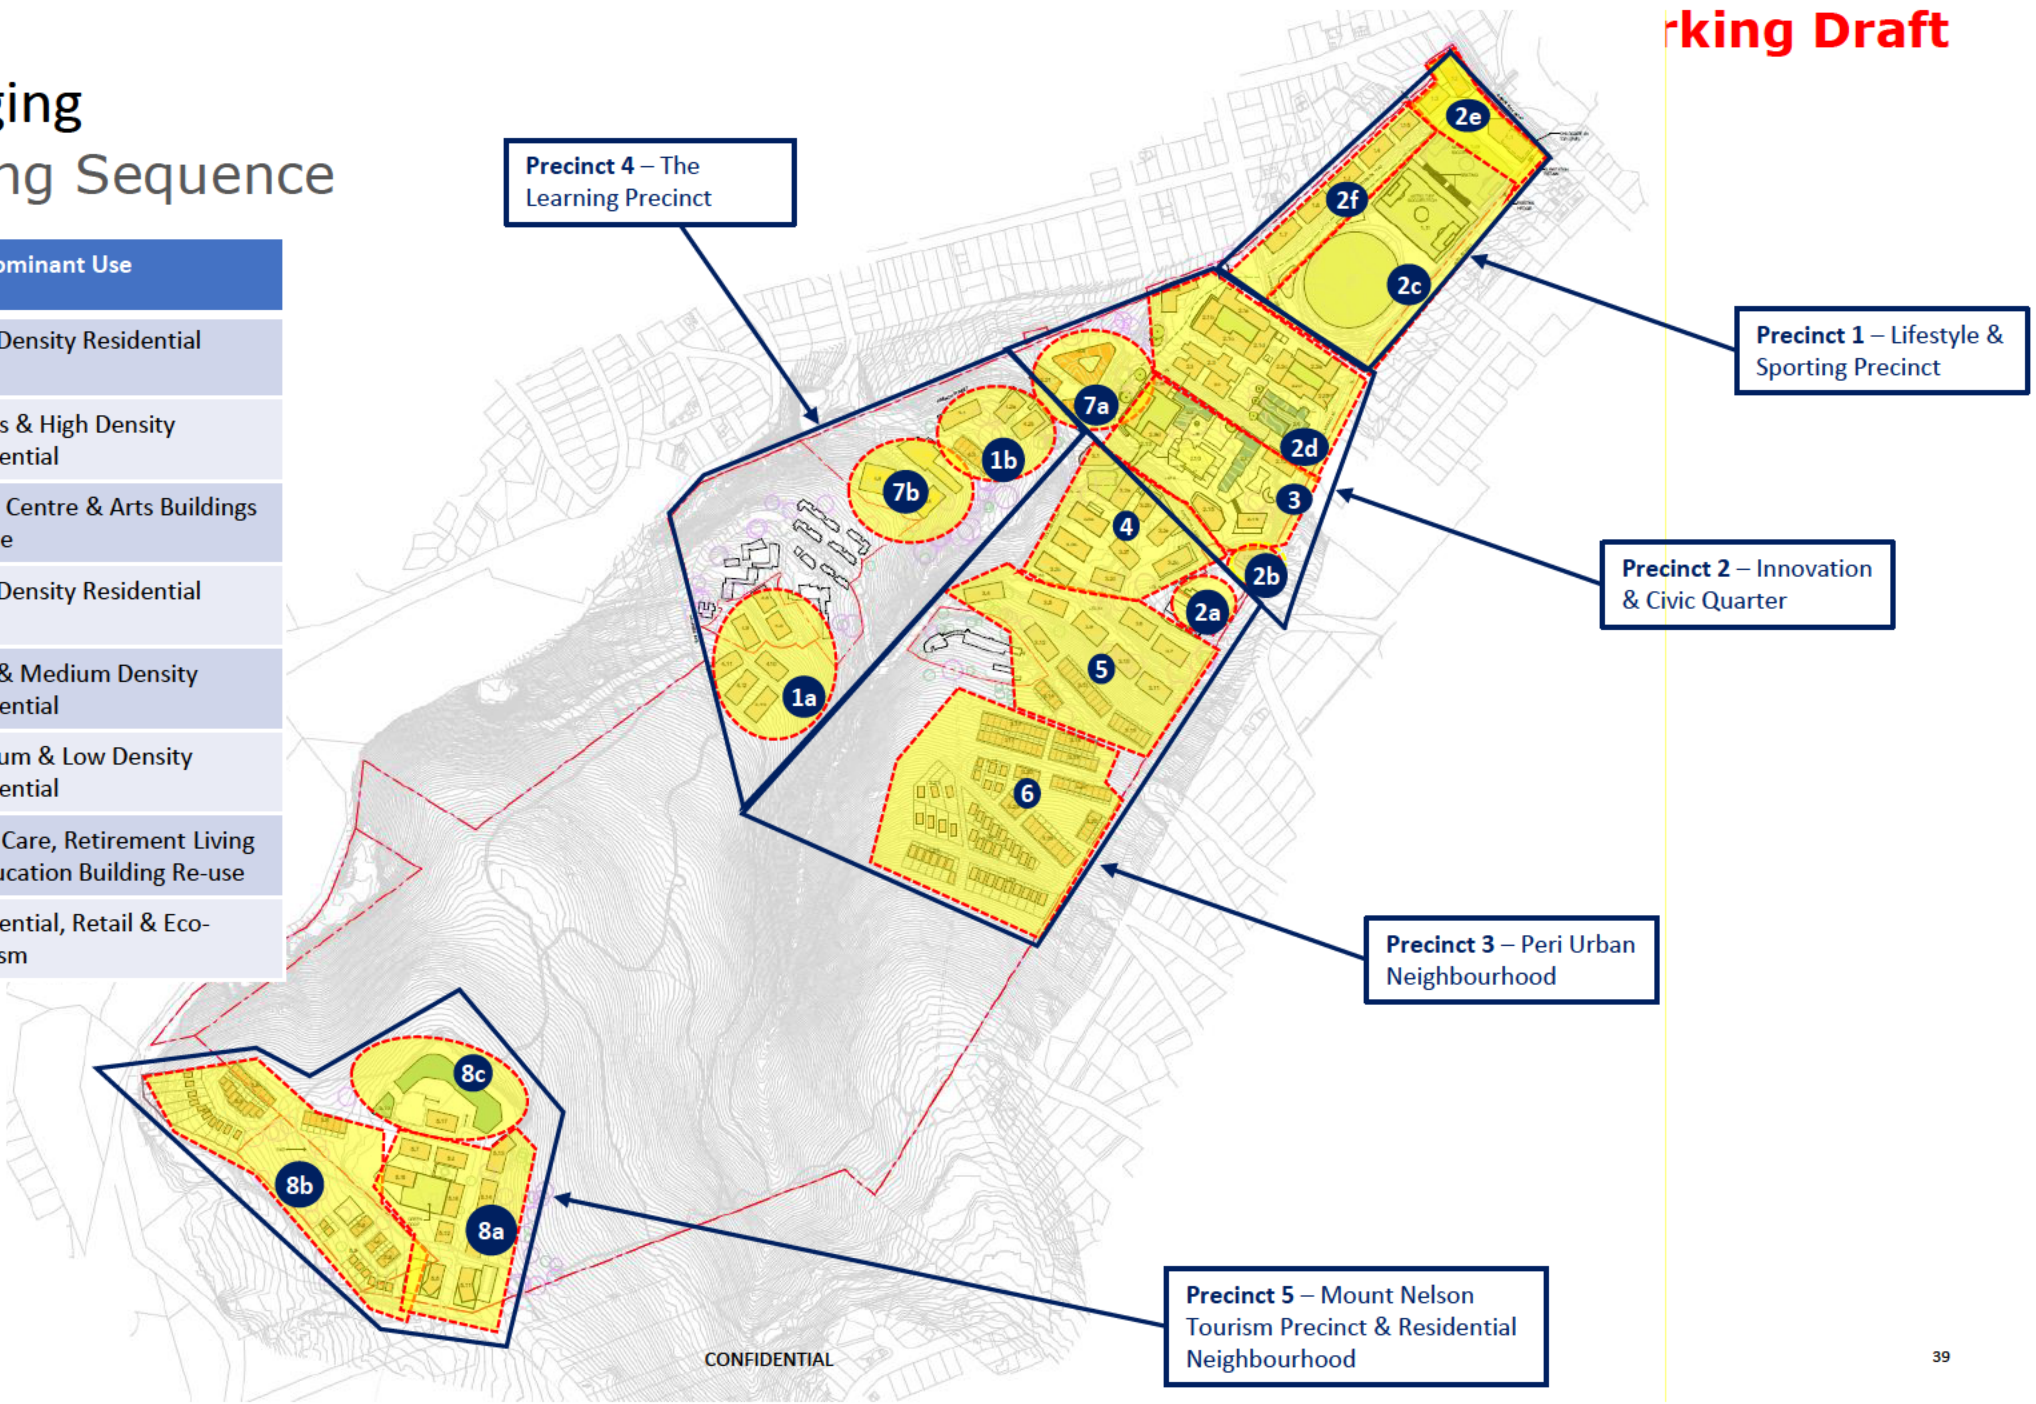 rking Draft
ging
ng Sequence
ominant Use
Density Residential
s & High Density
ential
Centre & Arts Buildings
e
Density Residential
& Medium Density
ential
um & Low Density
ential
Care, Retirement Living
ucation Building Re-use
ential, Retail & Eco-
sm
Precinct 4 – The
Learning Precinct
Precinct 1 – Lifestyle &
Sporting Precinct
Precinct 2 – Innovation
& Civic Quarter
Precinct 3 – Peri Urban
Neighbourhood
Precinct 5 – Mount Nelson
Tourism Precinct & Residential
Neighbourhood
2e
2f
2c
7a
2d
1b
7b
3
4
2b
2a
5
1a
6
8c
8b
8a
CONFIDENTIAL
39